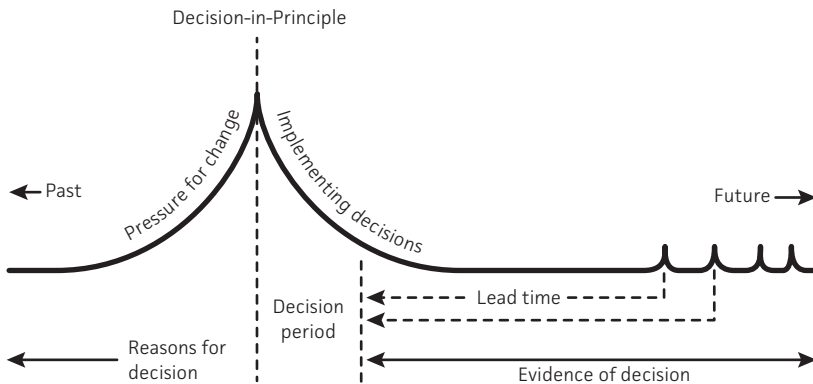 Decision-in-Principle
Pressure for change
Implementing decisions
Past
Future
Decision
period
Lead time
Reasons for
decision
Evidence of decision